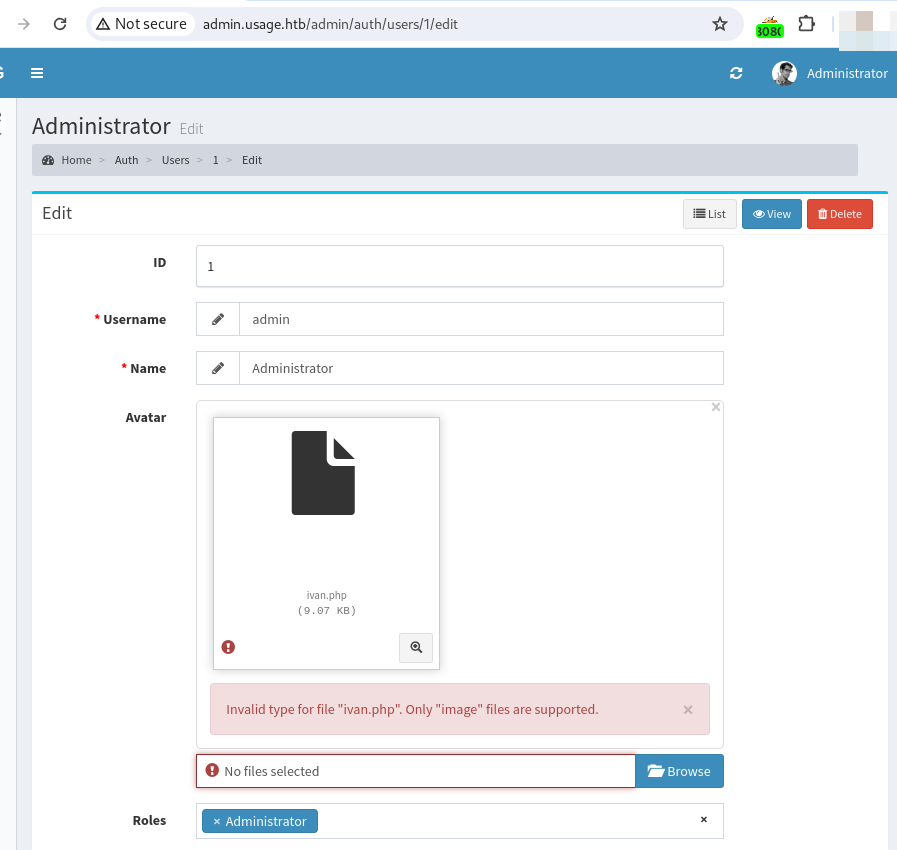 Not secure admin.usage.htb/admin/auth/users/1/edit
Administrator
Administrator Edit
Home > Auth > Users > 1 > Edit
Edit List View Delete
ID 1
* Username admin
* Name Administrator
Avatar ×
ivan.php
(9.07 KB)
Invalid type for file "ivan.php". Only "image" files are supported. ×
No files selected Browse
Roles × Administrator ×